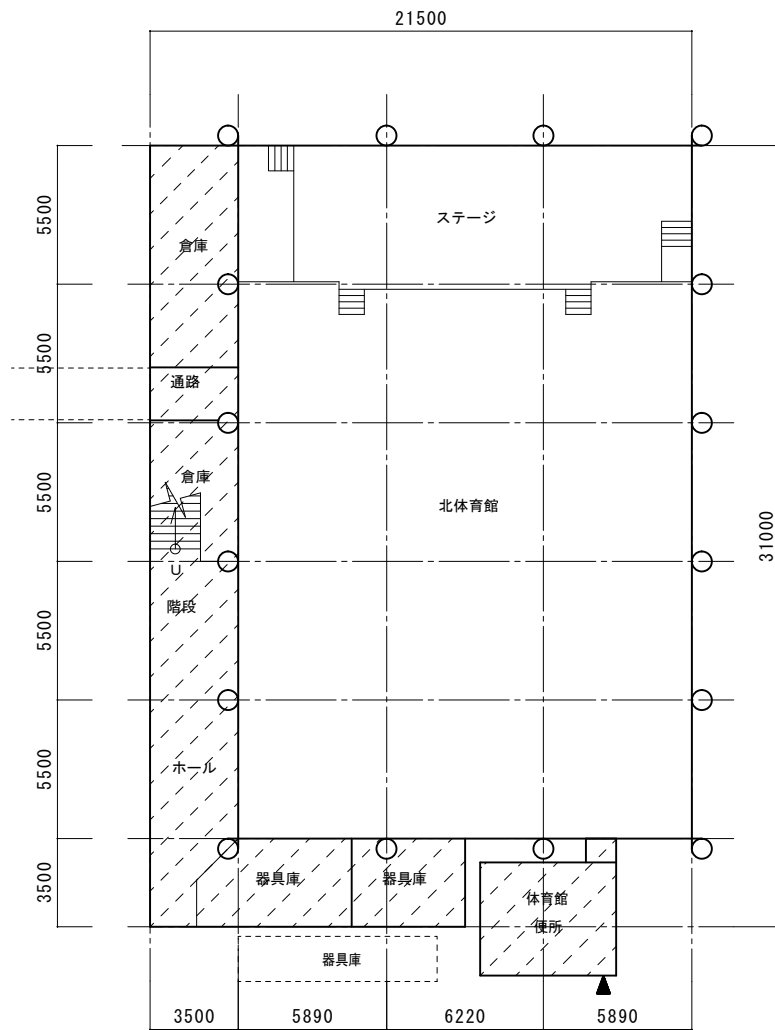 21500
ステージ
5500
倉庫
5500
通路
5500
倉庫
北体育館
31000
U
階段
5500
5500
ホール
3500
器具庫
器具庫
体育館
便所
器具庫
3500
5890
6220
5890